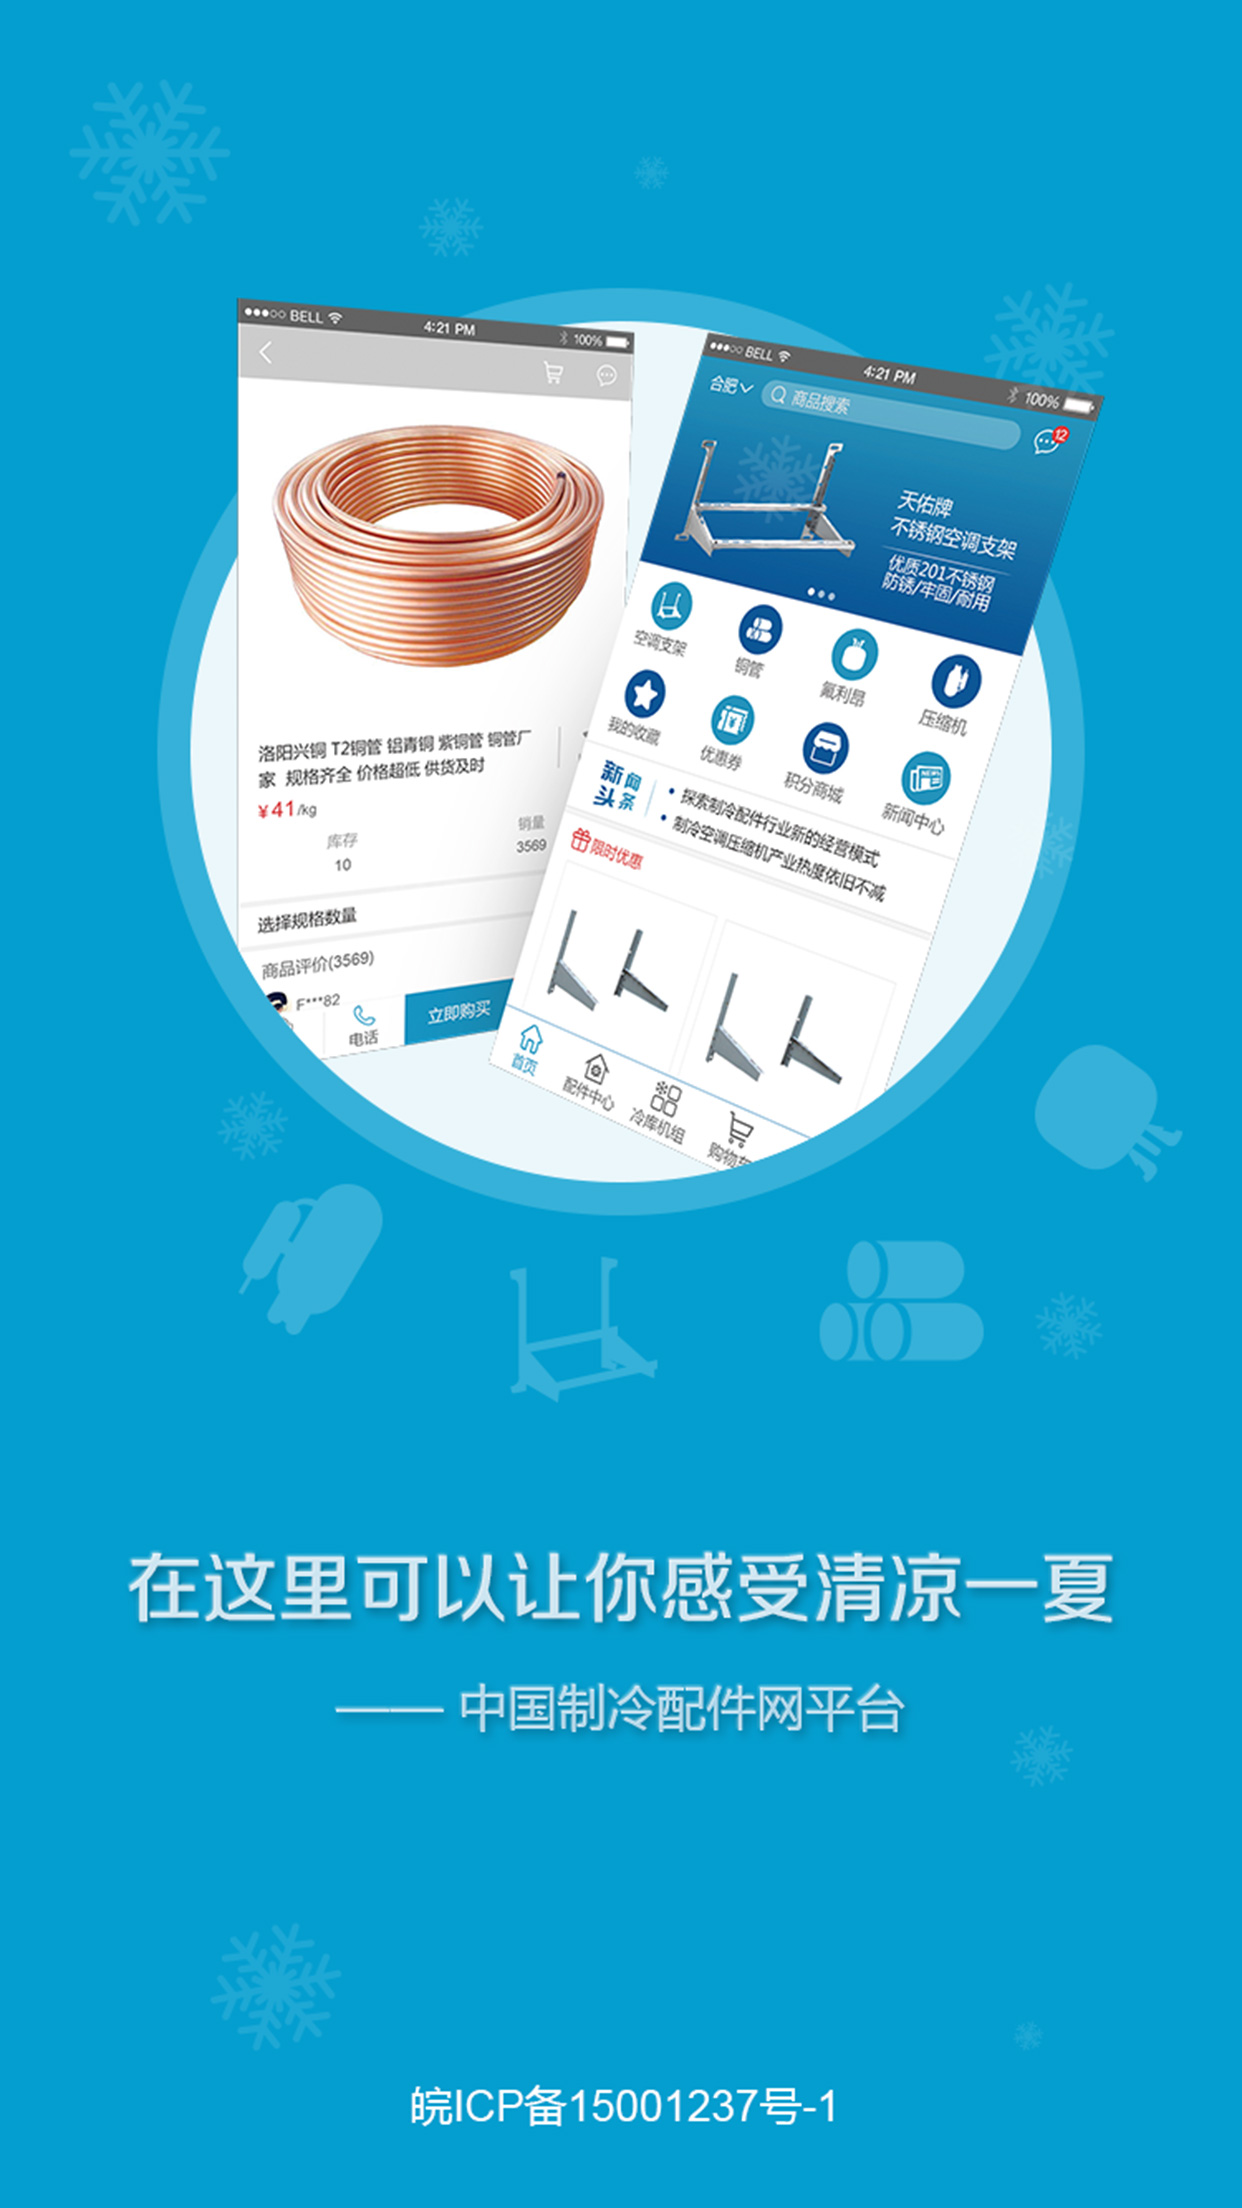 BELL
4:21 PM
100%
洛阳兴铜 T2铜管 铝青铜 紫铜管 铜管厂
家 规格齐全 价格超低 供货及时
¥41/kg
库存
10
销量
3569
选择规格数量
商品评价(3569)
F***82
电话
立即购买
BELL
4:21 PM
100%
合肥
商品搜索
12
天佑牌
不锈钢空调支架
优质201不锈钢
防锈/牢固/耐用
空调支架
铜管
氟利昂
压缩机
我的收藏
优惠券
积分商城
NEWS
新闻中心
新闻
头条
• 探索制冷配件行业新的经营模式
• 制冷空调压缩机产业热度依旧不减
限时优惠
首页
配件中心
冷库机组
购物车
在这里可以让你感受清凉一夏
—— 中国制冷配件网平台
皖ICP备15001237号-1